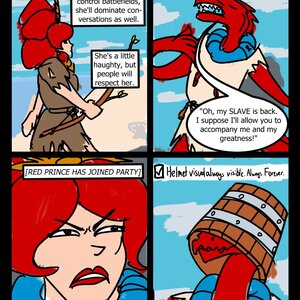 control battlefields,
she'll dominate con-
versations as well.
She's a little
haughty, but
people will
respect her.
"Oh, my SLAVE is back.
I suppose I'll allow you to
accompany me and my
greatness!"
[RED PRINCE HAS JOINED PARTY]
Helmet visual always visible. Always. Forever.